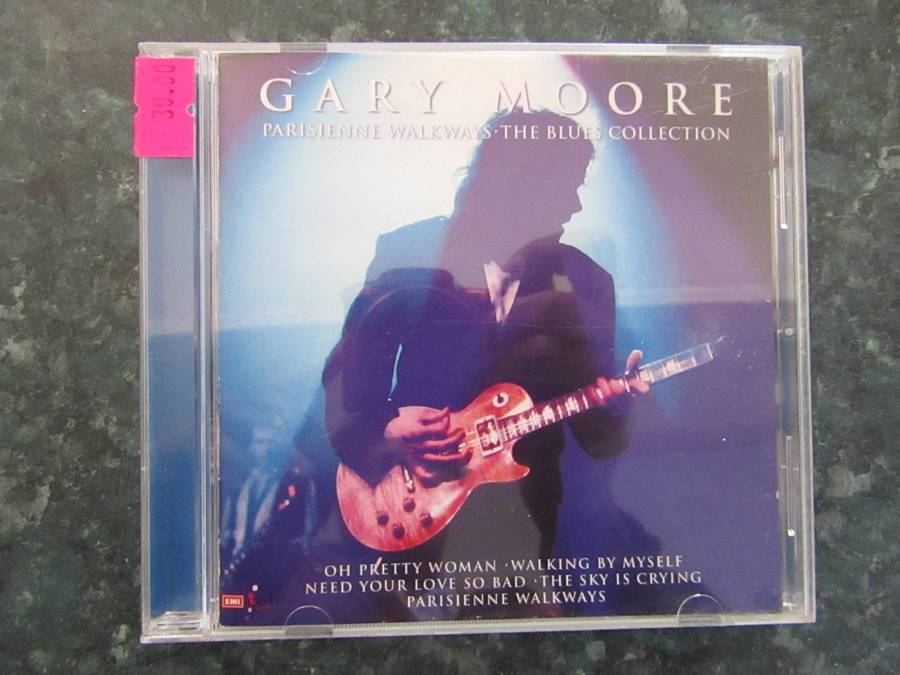 30.00
GARY MOORE
PARISIENNE WALKWAYS·THE BLUES COLLECTION
OH PRETTY WOMAN ·WALKING BY MYSELF
NEED YOUR LOVE SO BAD ·THE SKY IS CRYING
PARISIENNE WALKWAYS
EMI